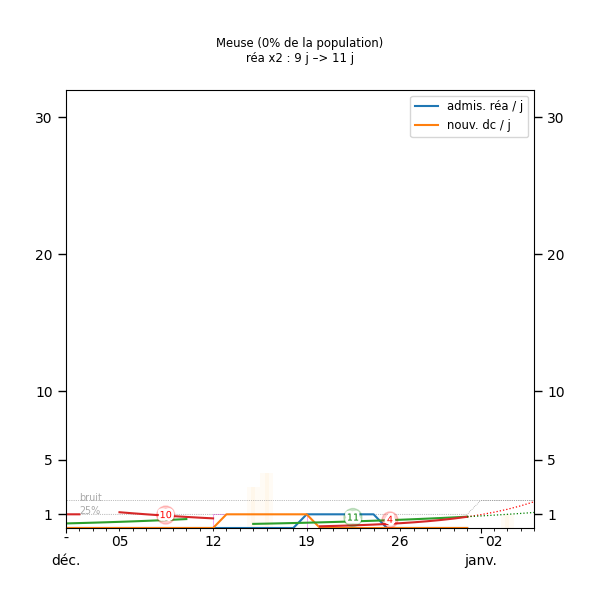 Meuse (0% de la population)
réa x2 : 9 j –> 11 j
admis. réa / j
nouv. dc / j
30 30
20 20
10 10
5 5
bruit
25%
1 1
10 11 4
- 05 12 19 26 - 02
déc. janv.